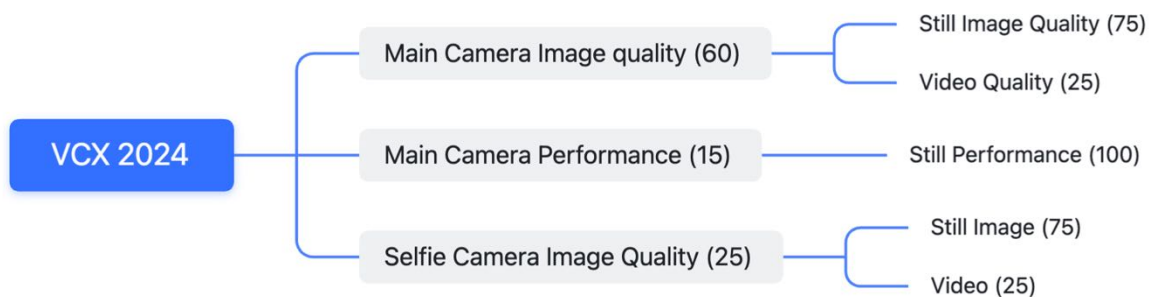 VCX 2024
Main Camera Image quality (60)
Still Image Quality (75)
Video Quality (25)
Main Camera Performance (15)
Still Performance (100)
Selfie Camera Image Quality (25)
Still Image (75)
Video (25)